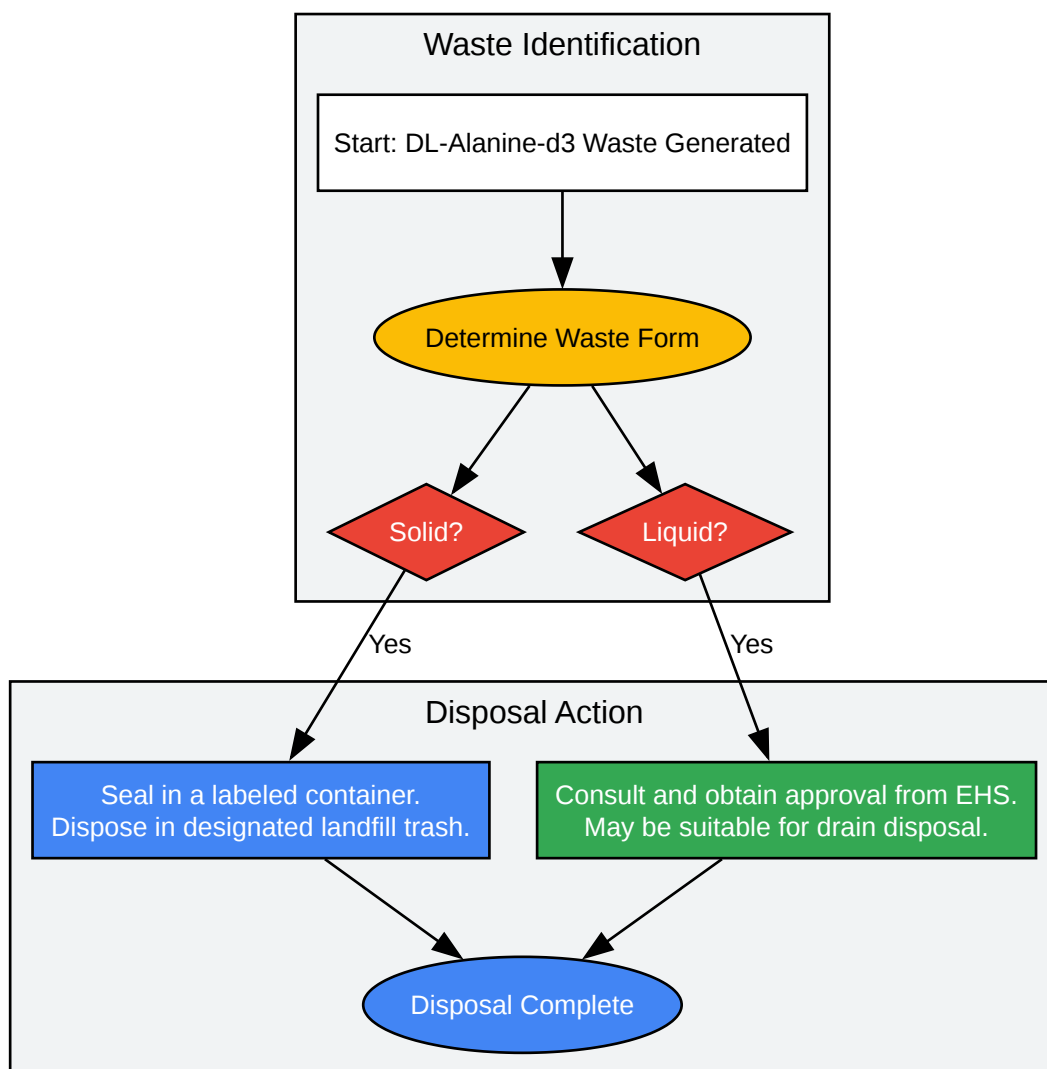 Waste Identification
Start: DL-Alanine-d3 Waste Generated
Determine Waste Form
Solid?
Liquid?
Yes
Yes
Disposal Action
Seal in a labeled container.
Dispose in designated landfill trash.
Consult and obtain approval from EHS.
May be suitable for drain disposal.
Disposal Complete